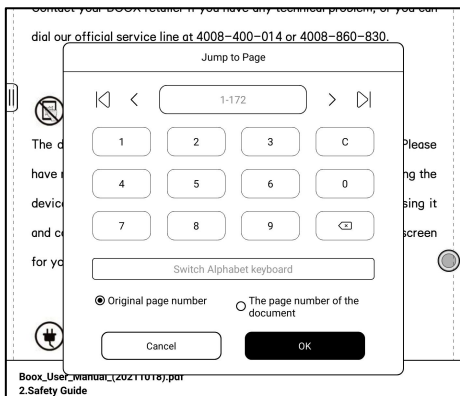 dial our official service line at 4008-400-014 or 4008-860-830.
Jump to Page
1-172
1 2 3 C
4 5 6 0
7 8 9
Switch Alphabet keyboard
Original page number
The page number of the document
Cancel OK
The d
Please
have
ng the
device
sing it
and c
screen
for yo
Boox_User_Manual_(20211018).pdf
2.Safety Guide